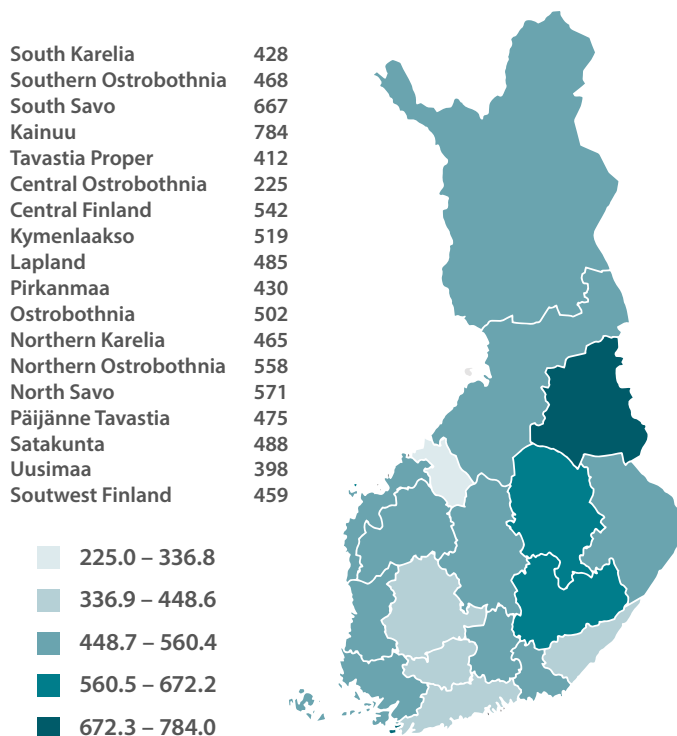 South Karelia 428
Southern Ostrobothnia 468
South Savo 667
Kainuu 784
Tavastia Proper 412
Central Ostrobothnia 225
Central Finland 542
Kymenlaakso 519
Lapland 485
Pirkanmaa 430
Ostrobothnia 502
Northern Karelia 465
Northern Ostrobothnia 558
North Savo 571
Päijänne Tavastia 475
Satakunta 488
Uusimaa 398
Soutwest Finland 459
225.0 – 336.8
336.9 – 448.6
448.7 – 560.4
560.5 – 672.2
672.3 – 784.0